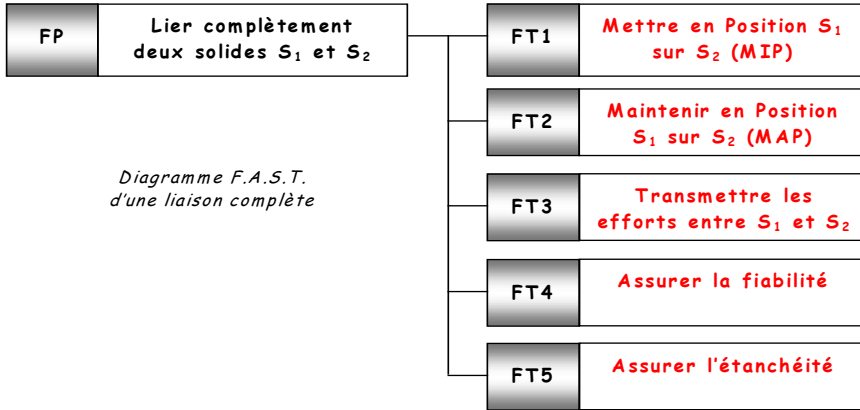 FP
Lier complètement
deux solides S₁ et S₂
FT1
Mettre en Position S₁
sur S₂ (MIP)
FT2
Maintenir en Position
S₁ sur S₂ (MAP)
Diagramme F.A.S.T.
d'une liaison complète
FT3
Transmettre les
efforts entre S₁ et S₂
FT4
Assurer la fiabilité
FT5
Assurer l'étanchéité